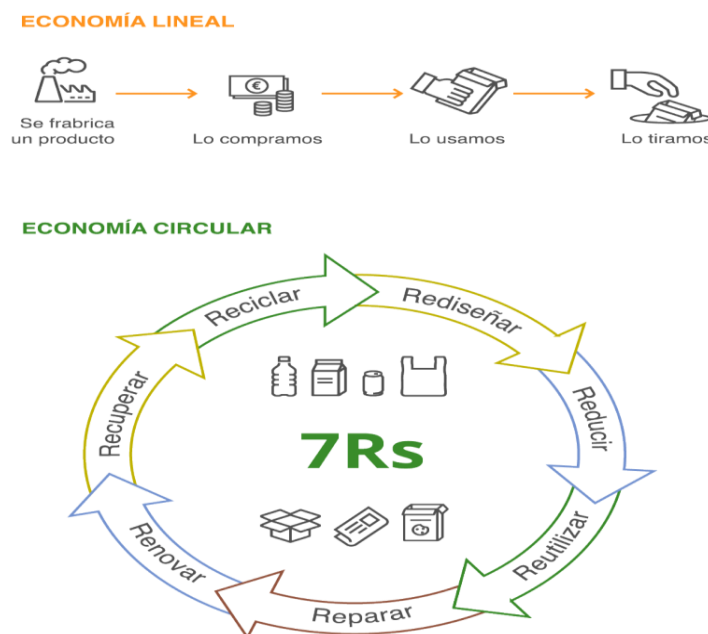 ECONOMÍA LINEAL
Se frabrica
un producto
Lo compramos
Lo usamos
Lo tiramos
€
ECONOMÍA CIRCULAR
Reciclar
Rediseñar
Reducir
Reutilizar
Reparar
Renovar
Recuperar
7Rs